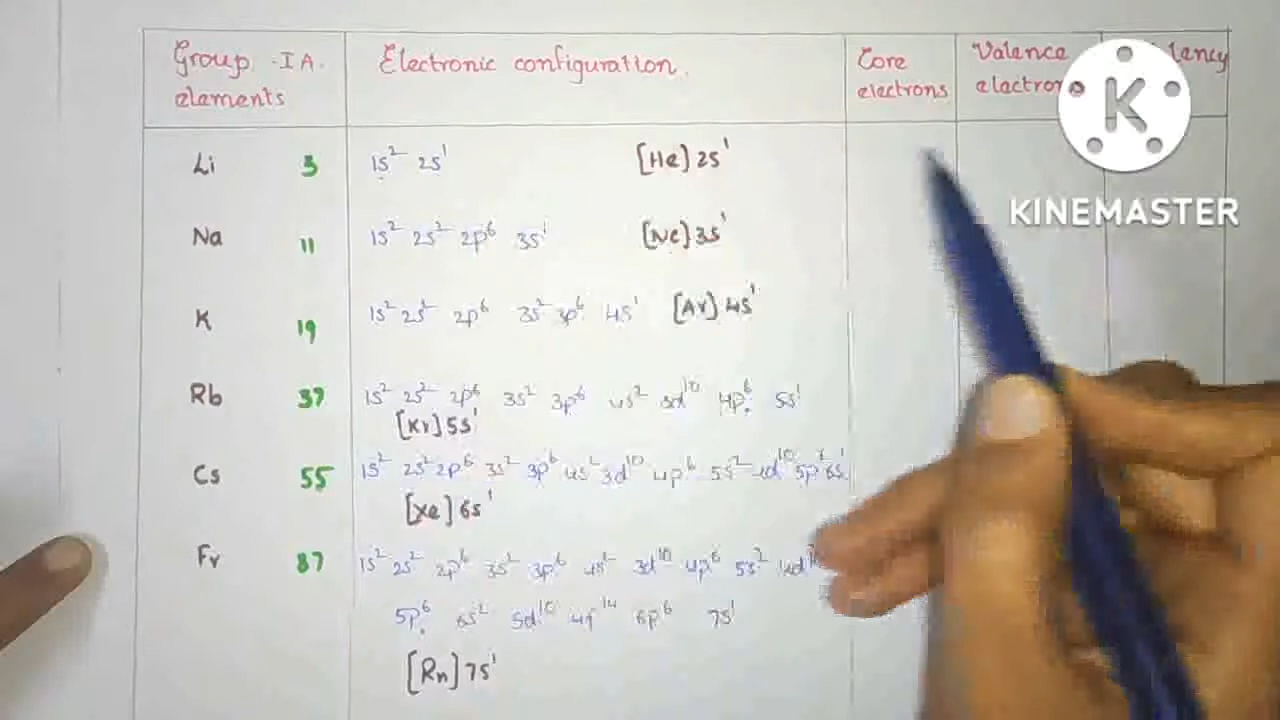 Group IA. Electronic configuration. Core Valence
elements electrons
Li 3 1s² 2s¹ [He] 2s¹
Na 11 1s² 2s² 2p⁶ 3s¹ [Ne] 3s¹
K 19 1s² 2s² 2p⁶ 3s² 3p⁶ 4s¹ [Ar] 4s¹
Rb 37 1s² 2s² 2p⁶ 3s² 3p⁶ 4s² 3d¹⁰ 4p⁶ 5s¹
[Kr] 5s¹
Cs 55 1s² 2s² 2p⁶ 3s² 3p⁶ 4s² 3d¹⁰ 4p⁶ 5s² 4d¹⁰ 5p⁶ 6s¹
[Xe] 6s¹
Fr 87 1s² 2s² 2p⁶ 3s² 3p⁶ 4s² 3d¹⁰ 4p⁶ 5s² 4d¹⁰
5p⁶ 6s² 5d¹⁰ 4f¹⁴ 6p⁶ 7s¹
[Rn] 7s¹
K
KINEMASTER